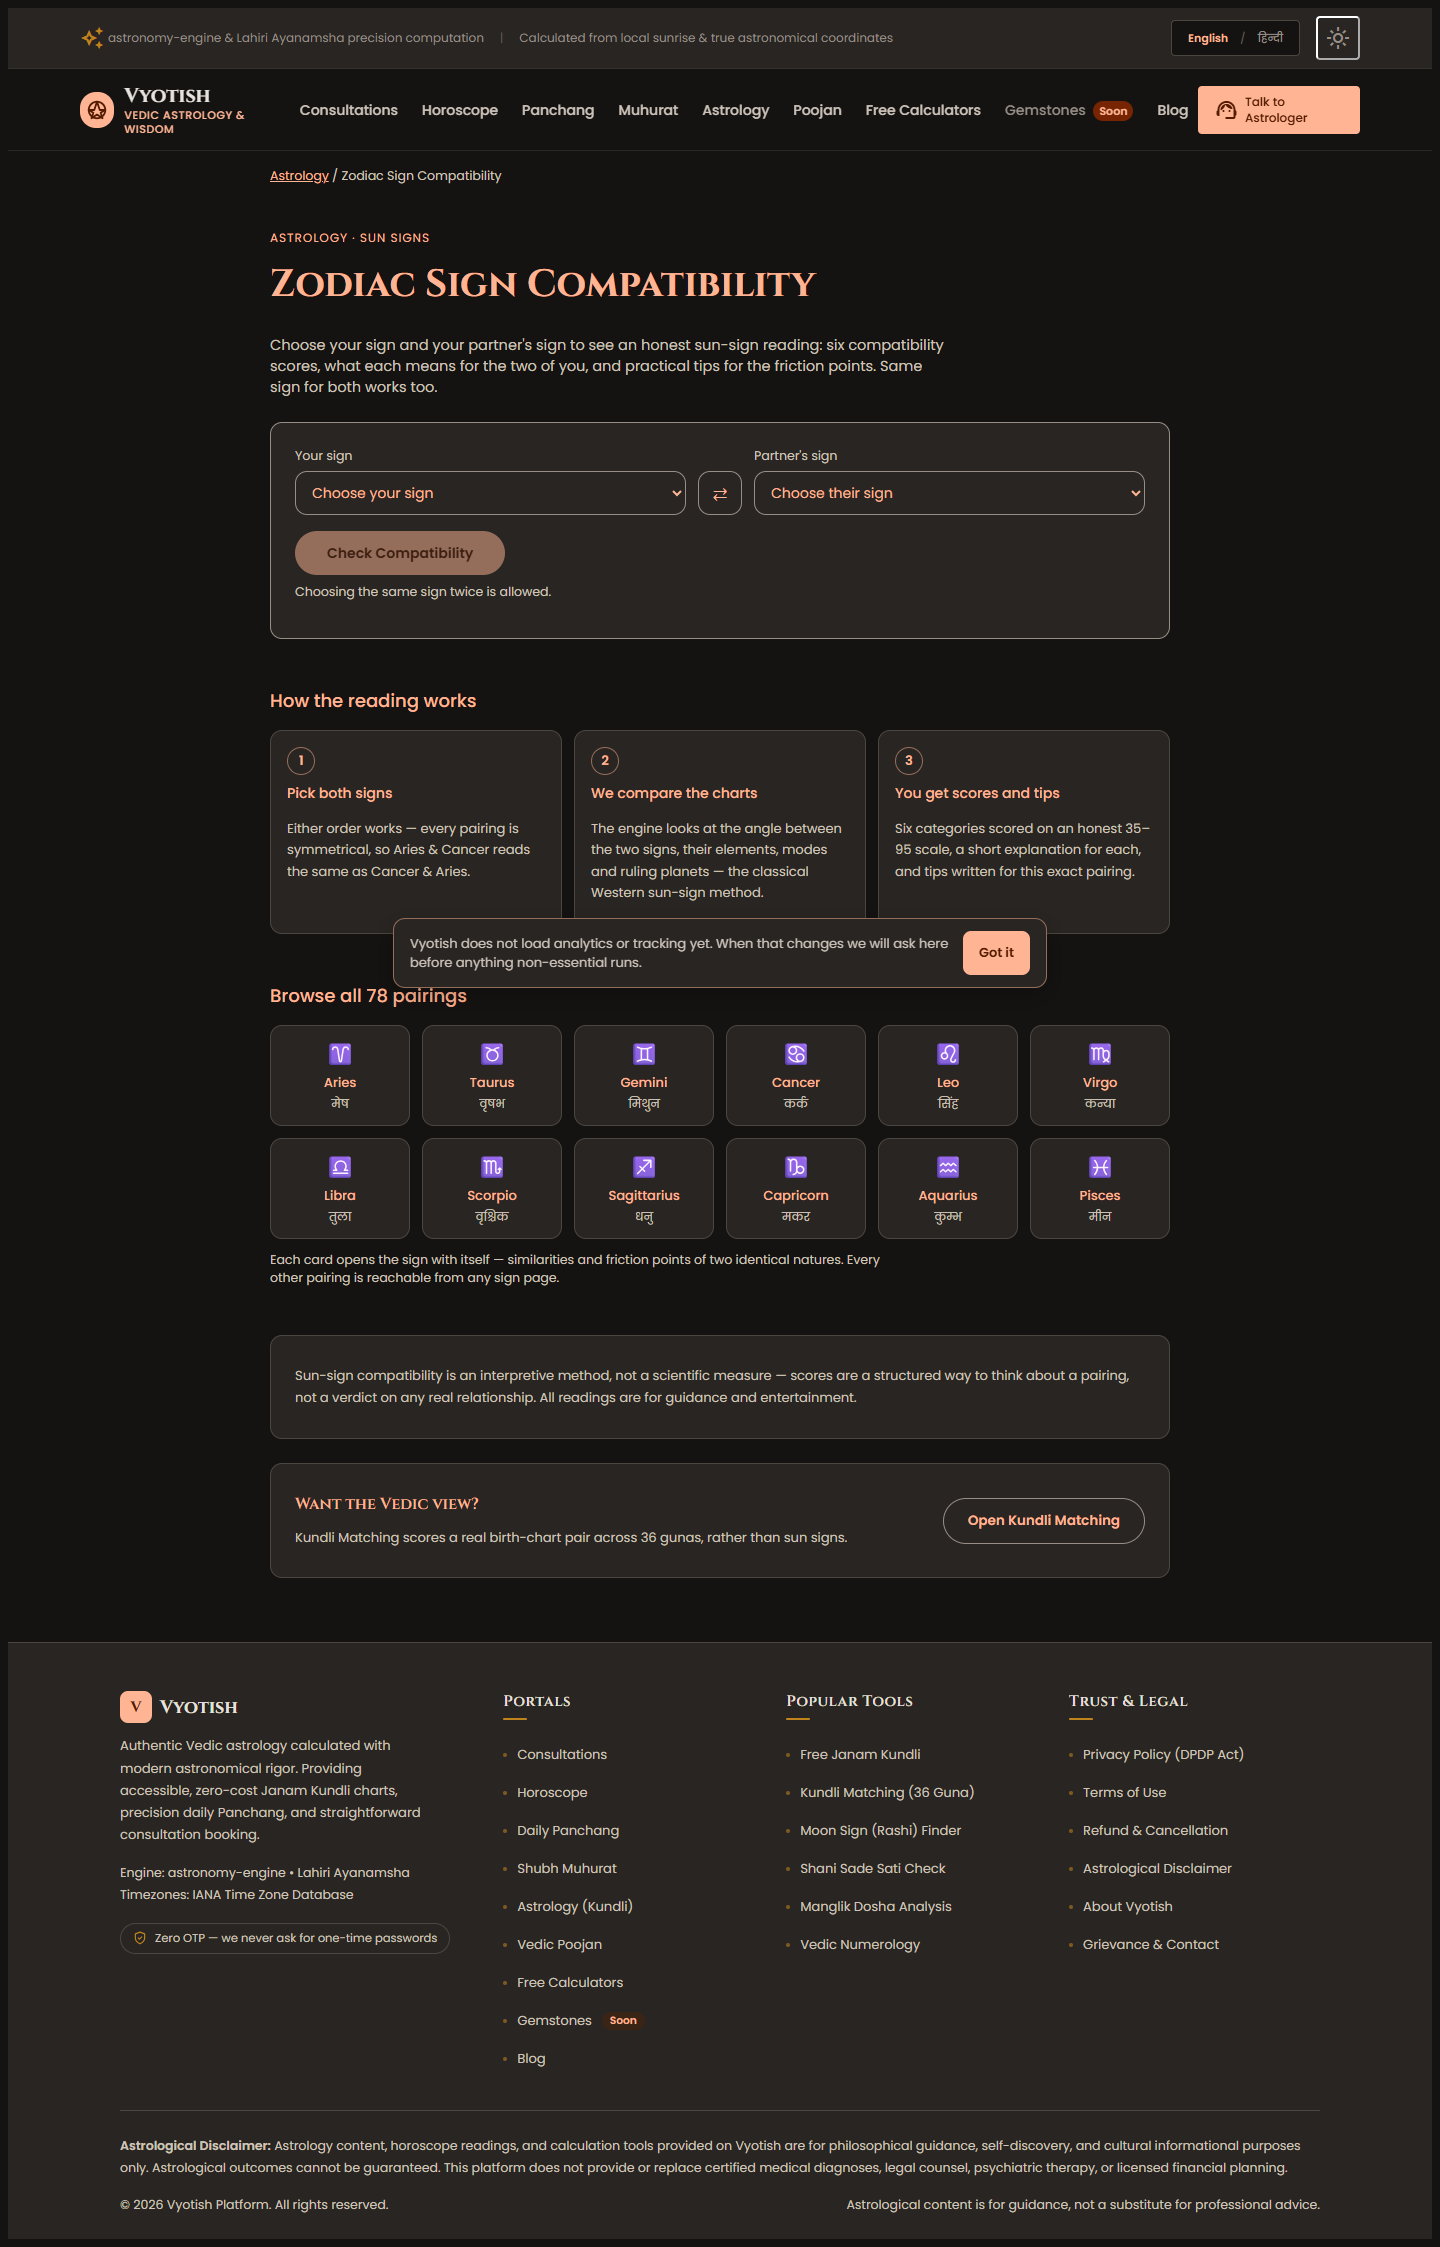 astronomy-engine & Lahiri Ayanamsha precision computation | Calculated from local sunrise & true astronomical coordinates
English / हिन्दी
Vyotish
VEDIC ASTROLOGY &
WISDOM
Consultations Horoscope Panchang Muhurat Astrology Poojan Free Calculators Gemstones Soon Blog
Talk to
Astrologer
Astrology / Zodiac Sign Compatibility
ASTROLOGY · SUN SIGNS
Zodiac Sign Compatibility
Choose your sign and your partner's sign to see an honest sun-sign reading: six compatibility
scores, what each means for the two of you, and practical tips for the friction points. Same
sign for both works too.
Your sign
Choose your sign
⇄
Partner's sign
Choose their sign
Check Compatibility
Choosing the same sign twice is allowed.
How the reading works
1
Pick both signs
Either order works — every pairing is
symmetrical, so Aries & Cancer reads
the same as Cancer & Aries.
2
We compare the charts
The engine looks at the angle between
the two signs, their elements, modes
and ruling planets — the classical
Western sun-sign method.
3
You get scores and tips
Six categories scored on an honest 35–
95 scale, a short explanation for each,
and tips written for this exact pairing.
Vyotish does not load analytics or tracking yet. When that changes we will ask here
before anything non-essential runs.
Got it
Browse all 78 pairings
♈ Aries मेष
♉ Taurus वृषभ
♊ Gemini मिथुन
♋ Cancer कर्क
♌ Leo सिंह
♍ Virgo कन्या
♎ Libra तुला
♏ Scorpio वृश्चिक
♐ Sagittarius धनु
♑ Capricorn मकर
♒ Aquarius कुम्भ
♓ Pisces मीन
Each card opens the sign with itself — similarities and friction points of two identical natures. Every
other pairing is reachable from any sign page.
Sun-sign compatibility is an interpretive method, not a scientific measure — scores are a structured way to think about a pairing,
not a verdict on any real relationship. All readings are for guidance and entertainment.
Want the Vedic view?
Kundli Matching scores a real birth-chart pair across 36 gunas, rather than sun signs.
Open Kundli Matching
V Vyotish
Authentic Vedic astrology calculated with
modern astronomical rigor. Providing
accessible, zero-cost Janam Kundli charts,
precision daily Panchang, and straightforward
consultation booking.
Engine: astronomy-engine • Lahiri Ayanamsha
Timezones: IANA Time Zone Database
Zero OTP — we never ask for one-time passwords
Portals
Consultations
Horoscope
Daily Panchang
Shubh Muhurat
Astrology (Kundli)
Vedic Poojan
Free Calculators
Gemstones Soon
Blog
Popular Tools
Free Janam Kundli
Kundli Matching (36 Guna)
Moon Sign (Rashi) Finder
Shani Sade Sati Check
Manglik Dosha Analysis
Vedic Numerology
Trust & Legal
Privacy Policy (DPDP Act)
Terms of Use
Refund & Cancellation
Astrological Disclaimer
About Vyotish
Grievance & Contact
Astrological Disclaimer: Astrology content, horoscope readings, and calculation tools provided on Vyotish are for philosophical guidance, self-discovery, and cultural informational purposes
only. Astrological outcomes cannot be guaranteed. This platform does not provide or replace certified medical diagnoses, legal counsel, psychiatric therapy, or licensed financial planning.
© 2026 Vyotish Platform. All rights reserved.
Astrological content is for guidance, not a substitute for professional advice.